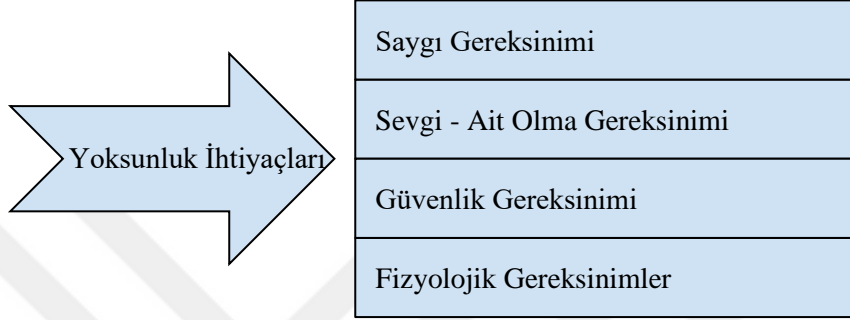 Saygı Gereksinimi
Sevgi - Ait Olma Gereksinimi
Yoksunluk İhtiyaçları
Güvenlik Gereksinimi
Fizyolojik Gereksinimler